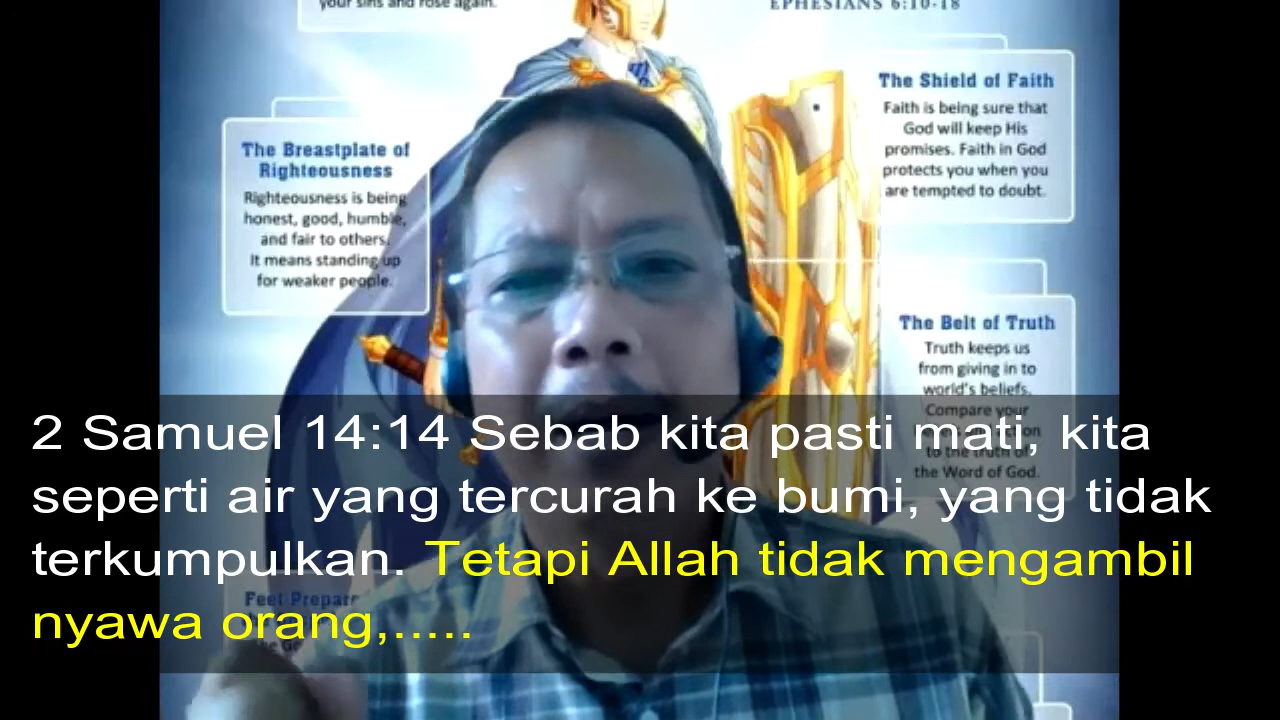 your sins and rose again.
EPHESIANS 6:10-18
The Shield of Faith
Faith is being sure that
God will keep His
promises. Faith in God
protects you when you
are tempted to doubt.
The Breastplate of
Righteousness
Righteousness is being
honest, good, humble,
and fair to others.
It means standing up
for weaker people.
The Belt of Truth
Truth keeps us
from giving in to
world's beliefs.
Compare your
to the truth of
the Word of God.
2 Samuel 14:14 Sebab kita pasti mati, kita
seperti air yang tercurah ke bumi, yang tidak
terkumpulkan. Tetapi Allah tidak mengambil
nyawa orang,.....
Feet Prepar